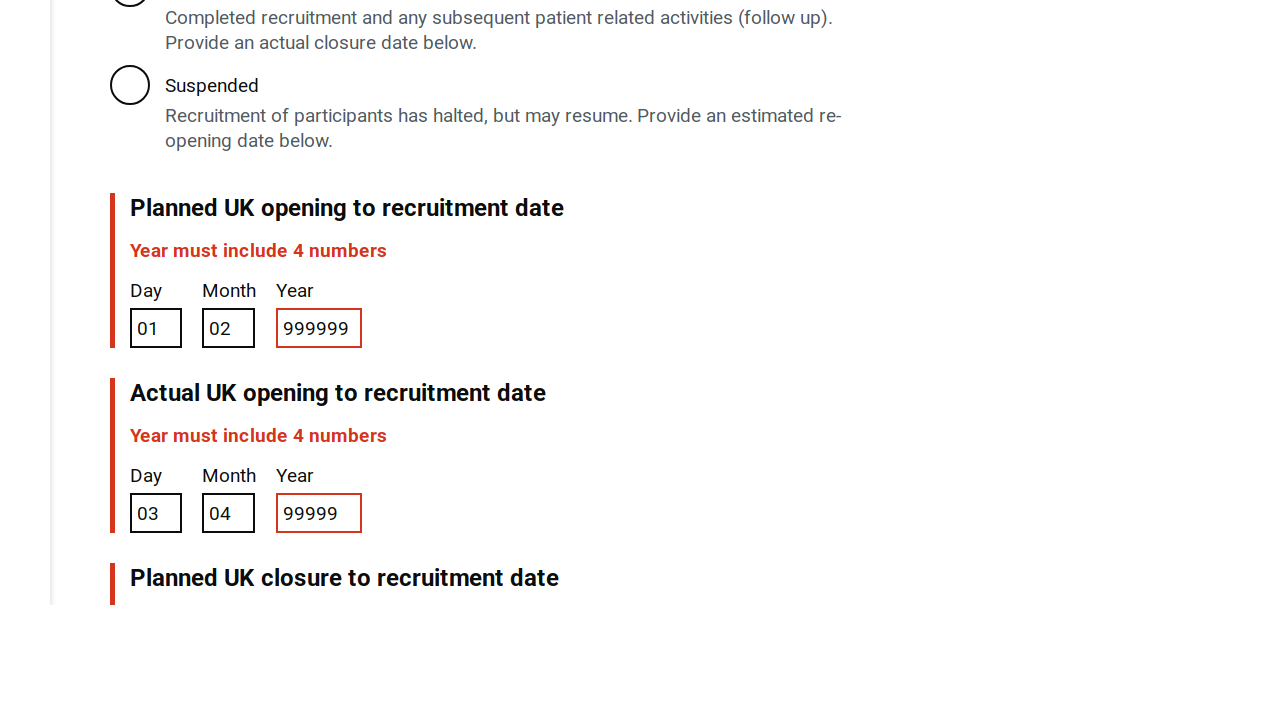 Completed recruitment and any subsequent patient related activities (follow up).
Provide an actual closure date below.
Suspended
Recruitment of participants has halted, but may resume. Provide an estimated re-
opening date below.
Planned UK opening to recruitment date
Year must include 4 numbers
Day Month Year
01 02 999999
Actual UK opening to recruitment date
Year must include 4 numbers
Day Month Year
03 04 99999
Planned UK closure to recruitment date